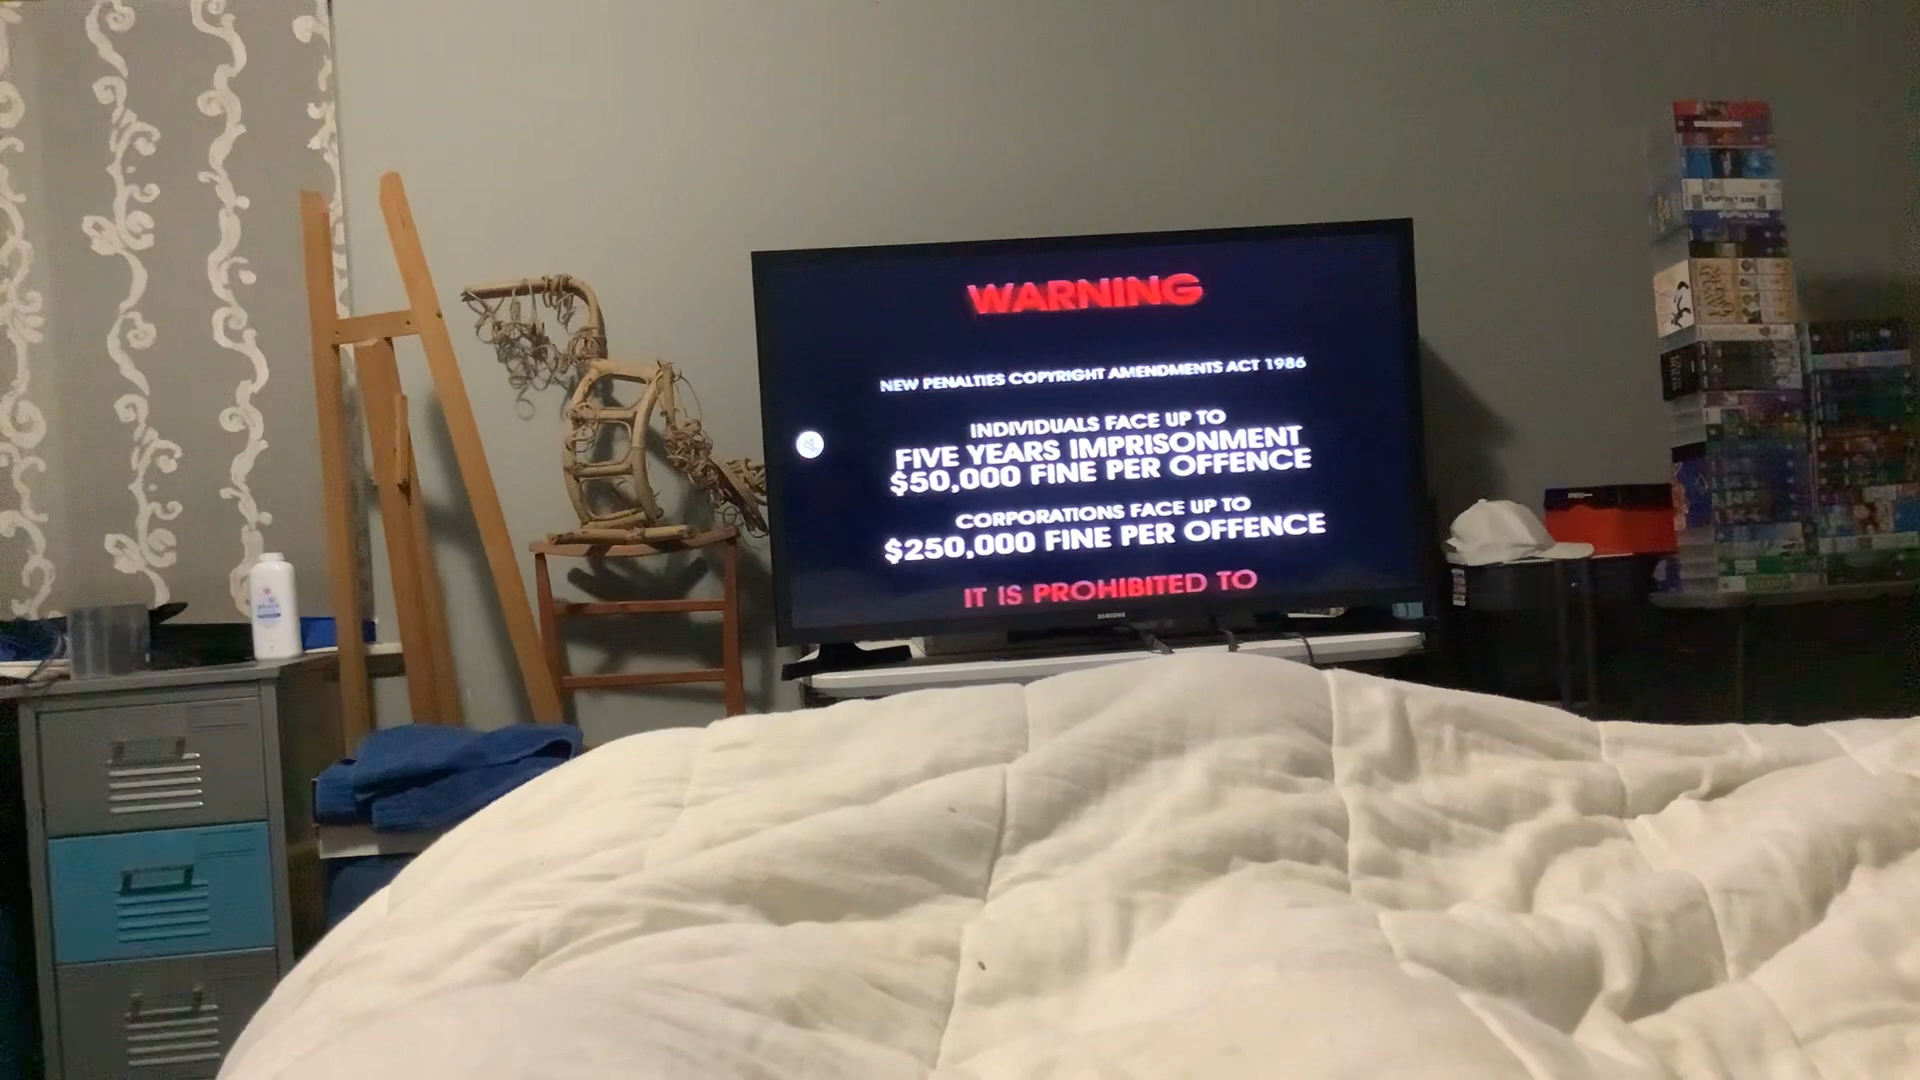 WARNING
NEW PENALTIES COPYRIGHT AMENDMENTS ACT 1986
INDIVIDUALS FACE UP TO
FIVE YEARS IMPRISONMENT
$50,000 FINE PER OFFENCE
CORPORATIONS FACE UP TO
$250,000 FINE PER OFFENCE
IT IS PROHIBITED TO
SAMSUNG